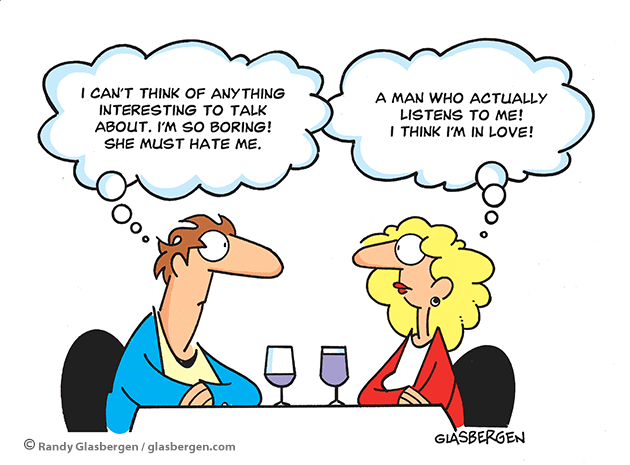 I CAN'T THINK OF ANYTHING
INTERESTING TO TALK
ABOUT. I'M SO BORING!
SHE MUST HATE ME.
A MAN WHO ACTUALLY
LISTENS TO ME!
I THINK I'M IN LOVE!
GLASBERGEN
© Randy Glasbergen / glasbergen.com